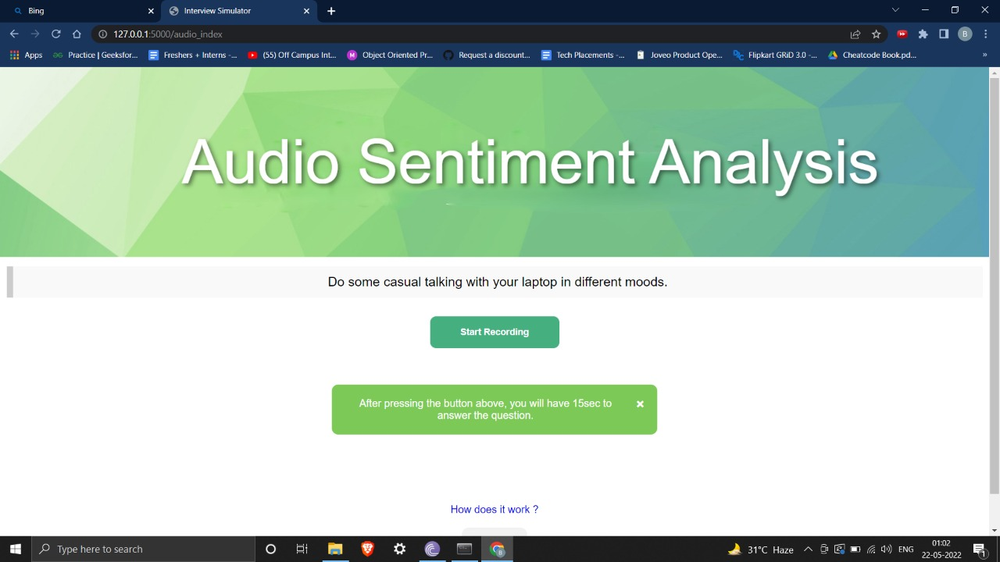 Bing
Interview Simulator
127.0.0.1:5000/audio_index
B
Apps
Practice | Geeksfor...
Freshers + Interns -...
(55) Off Campus Int...
M
Object Oriented Pr...
Request a discount...
Tech Placements -...
Joveo Product Ope...
Flipkart GRiD 3.0 -...
Cheatcode Book.pd...
»
Audio Sentiment Analysis
Do some casual talking with your laptop in different moods.
Start Recording
After pressing the button above, you will have 15sec to
answer the question.
How does it work ?
Type here to search
31°C Haze
ENG
01:02
22-05-2022
1